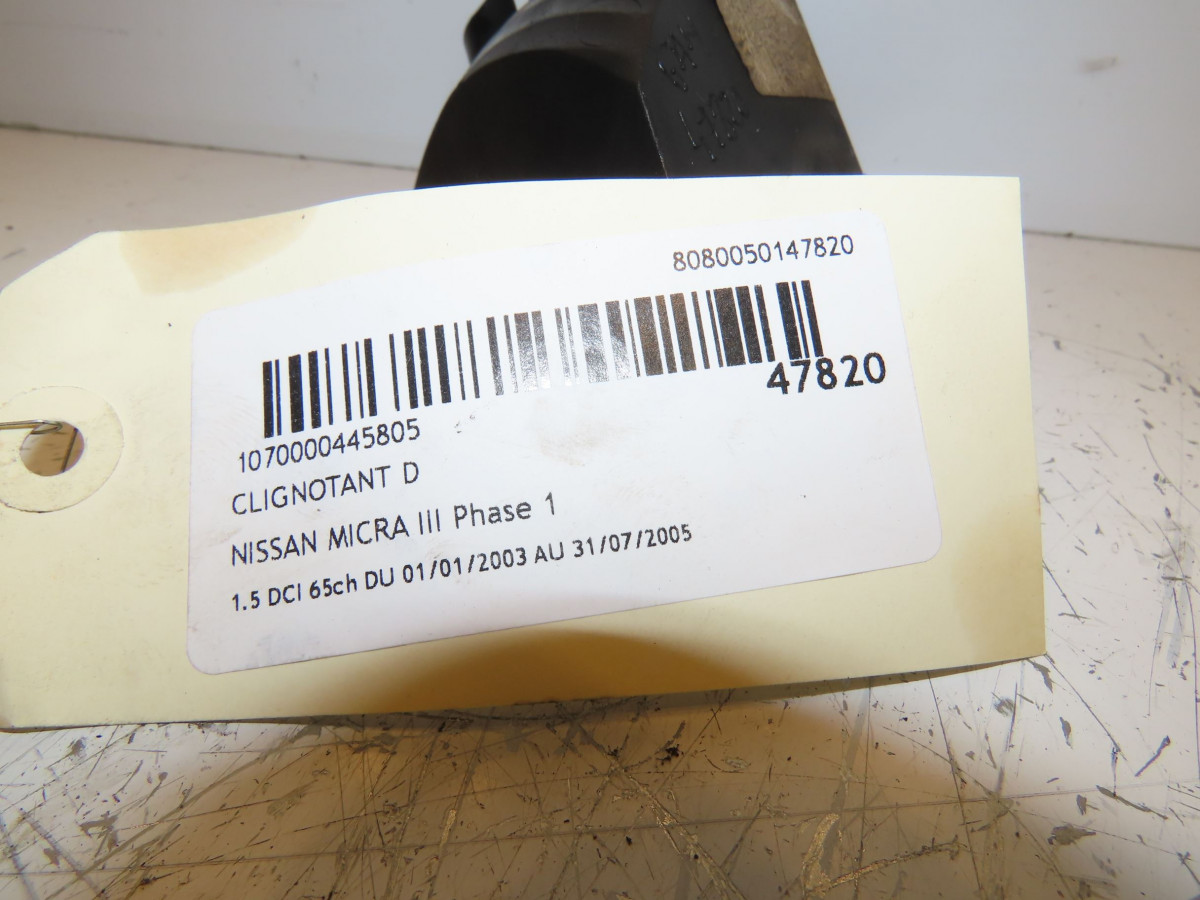 8080050147820
47820
1070000445805
CLIGNOTANT D
NISSAN MICRA III Phase 1
1.5 DCI 65ch DU 01/01/2003 AU 31/07/2005